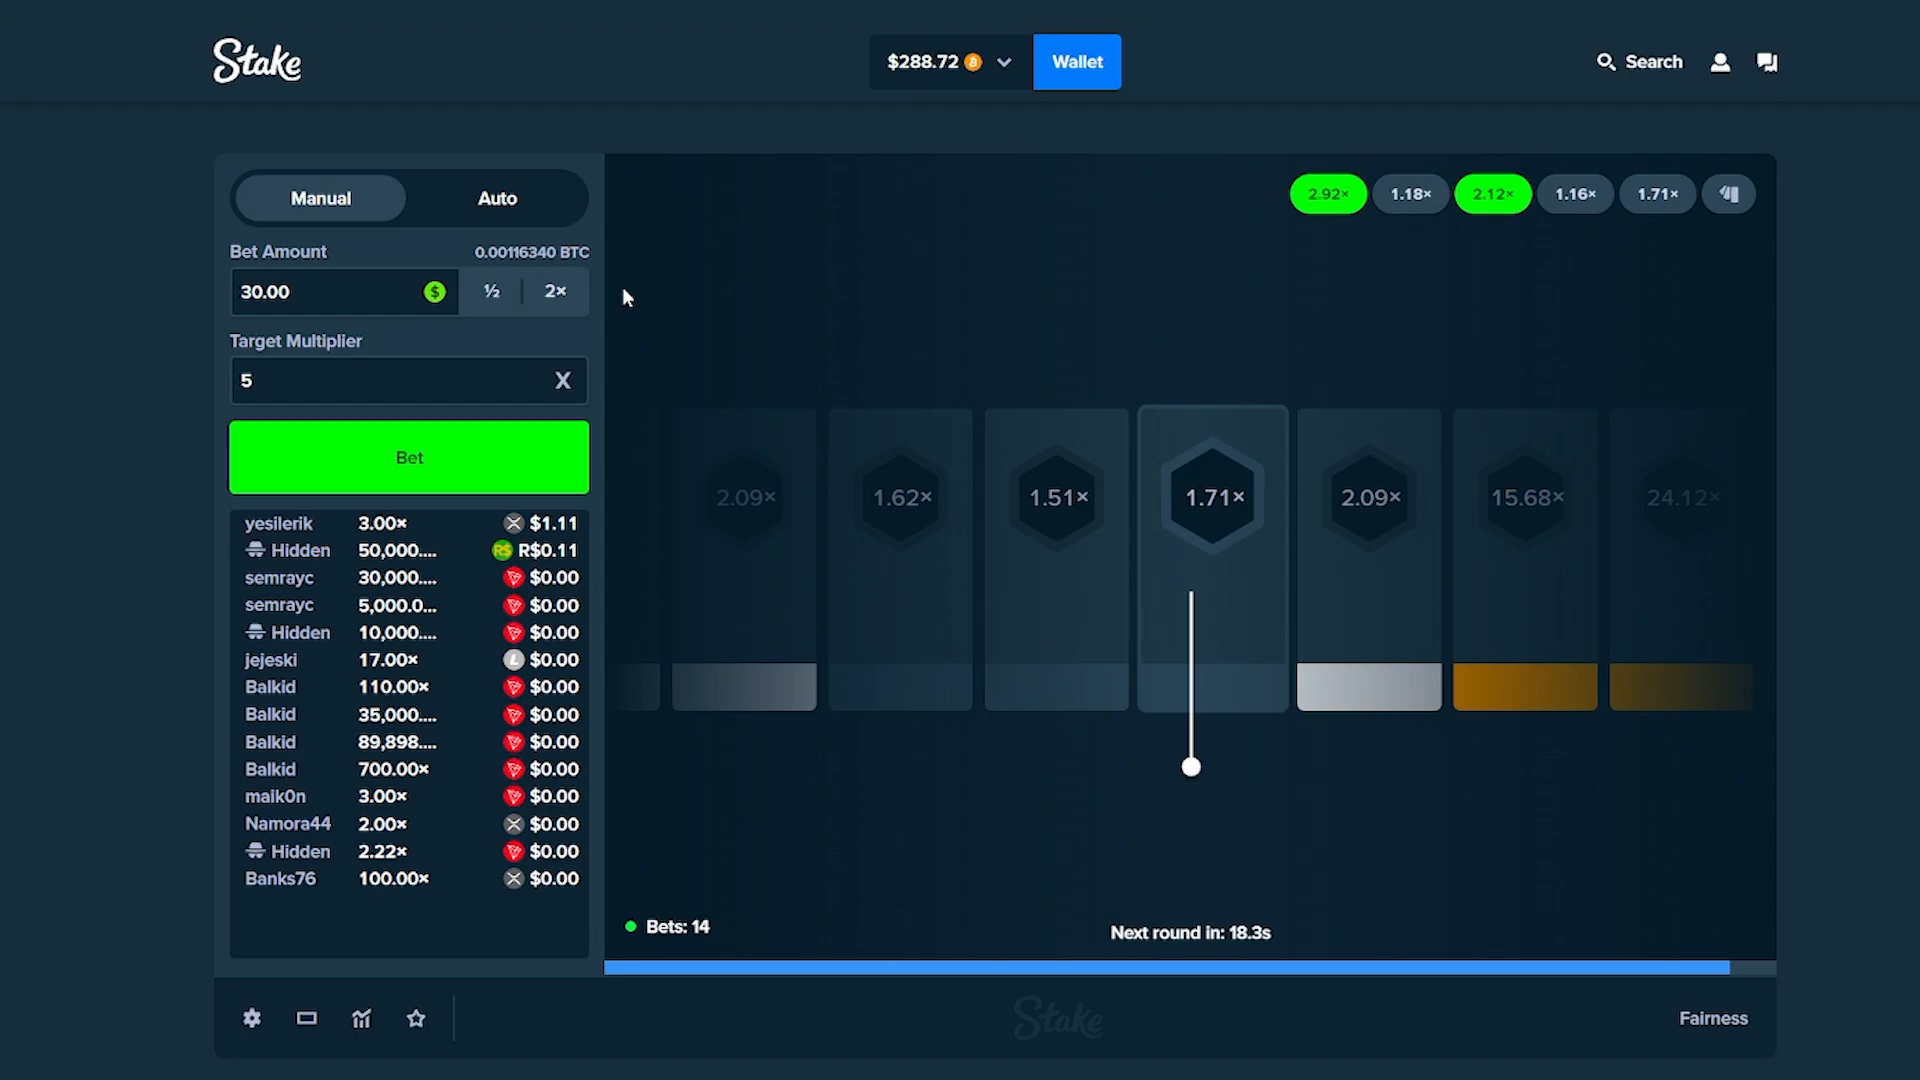 Stake
$288.72
Wallet
Search
Manual
Auto
2.92×
1.18×
2.12×
1.16×
1.71×
Bet Amount
0.00116340 BTC
30.00
$
½
2×
Target Multiplier
5
X
Bet
yesilerik 3.00× $1.11
Hidden 50,000.... R$ R$0.11
semrayc 30,000.... $0.00
semrayc 5,000.0... $0.00
Hidden 10,000.... $0.00
jejeski 17.00× $0.00
Balkid 110.00× $0.00
Balkid 35,000.... $0.00
Balkid 89,898.... $0.00
Balkid 700.00× $0.00
maik0n 3.00× $0.00
Namora44 2.00× $0.00
Hidden 2.22× $0.00
Banks76 100.00× $0.00
2.09×
1.62×
1.51×
1.71×
2.09×
15.68×
24.12×
Bets: 14
Next round in: 18.3s
Stake
Fairness